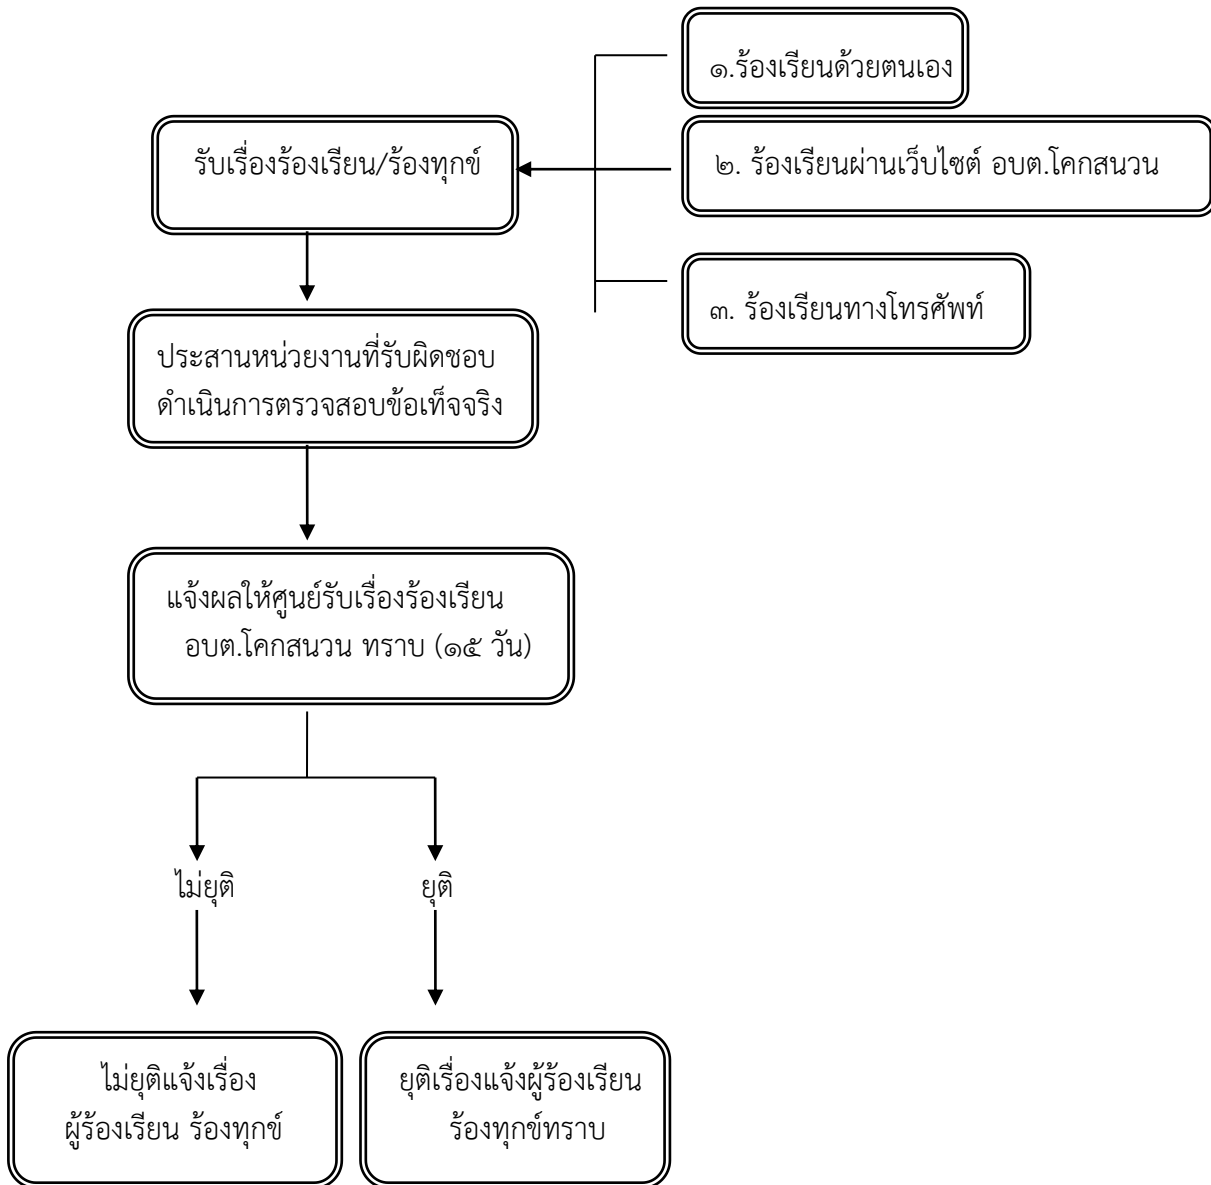 ๑.ร้องเรียนด้วยตนเอง
รับเรื่องร้องเรียน/ร้องทุกข์
๒. ร้องเรียนผ่านเว็บไซต์ อบต.โคกสนวน
๓. ร้องเรียนทางโทรศัพท์
ประสานหน่วยงานที่รับผิดชอบ
ดำเนินการตรวจสอบข้อเท็จจริง
แจ้งผลให้ศูนย์รับเรื่องร้องเรียน
อบต.โคกสนวน ทราบ (๑๕ วัน)
ไม่ยุติ
ยุติ
ไม่ยุติแจ้งเรื่อง
ผู้ร้องเรียน ร้องทุกข์
ยุติเรื่องแจ้งผู้ร้องเรียน
ร้องทุกข์ทราบ